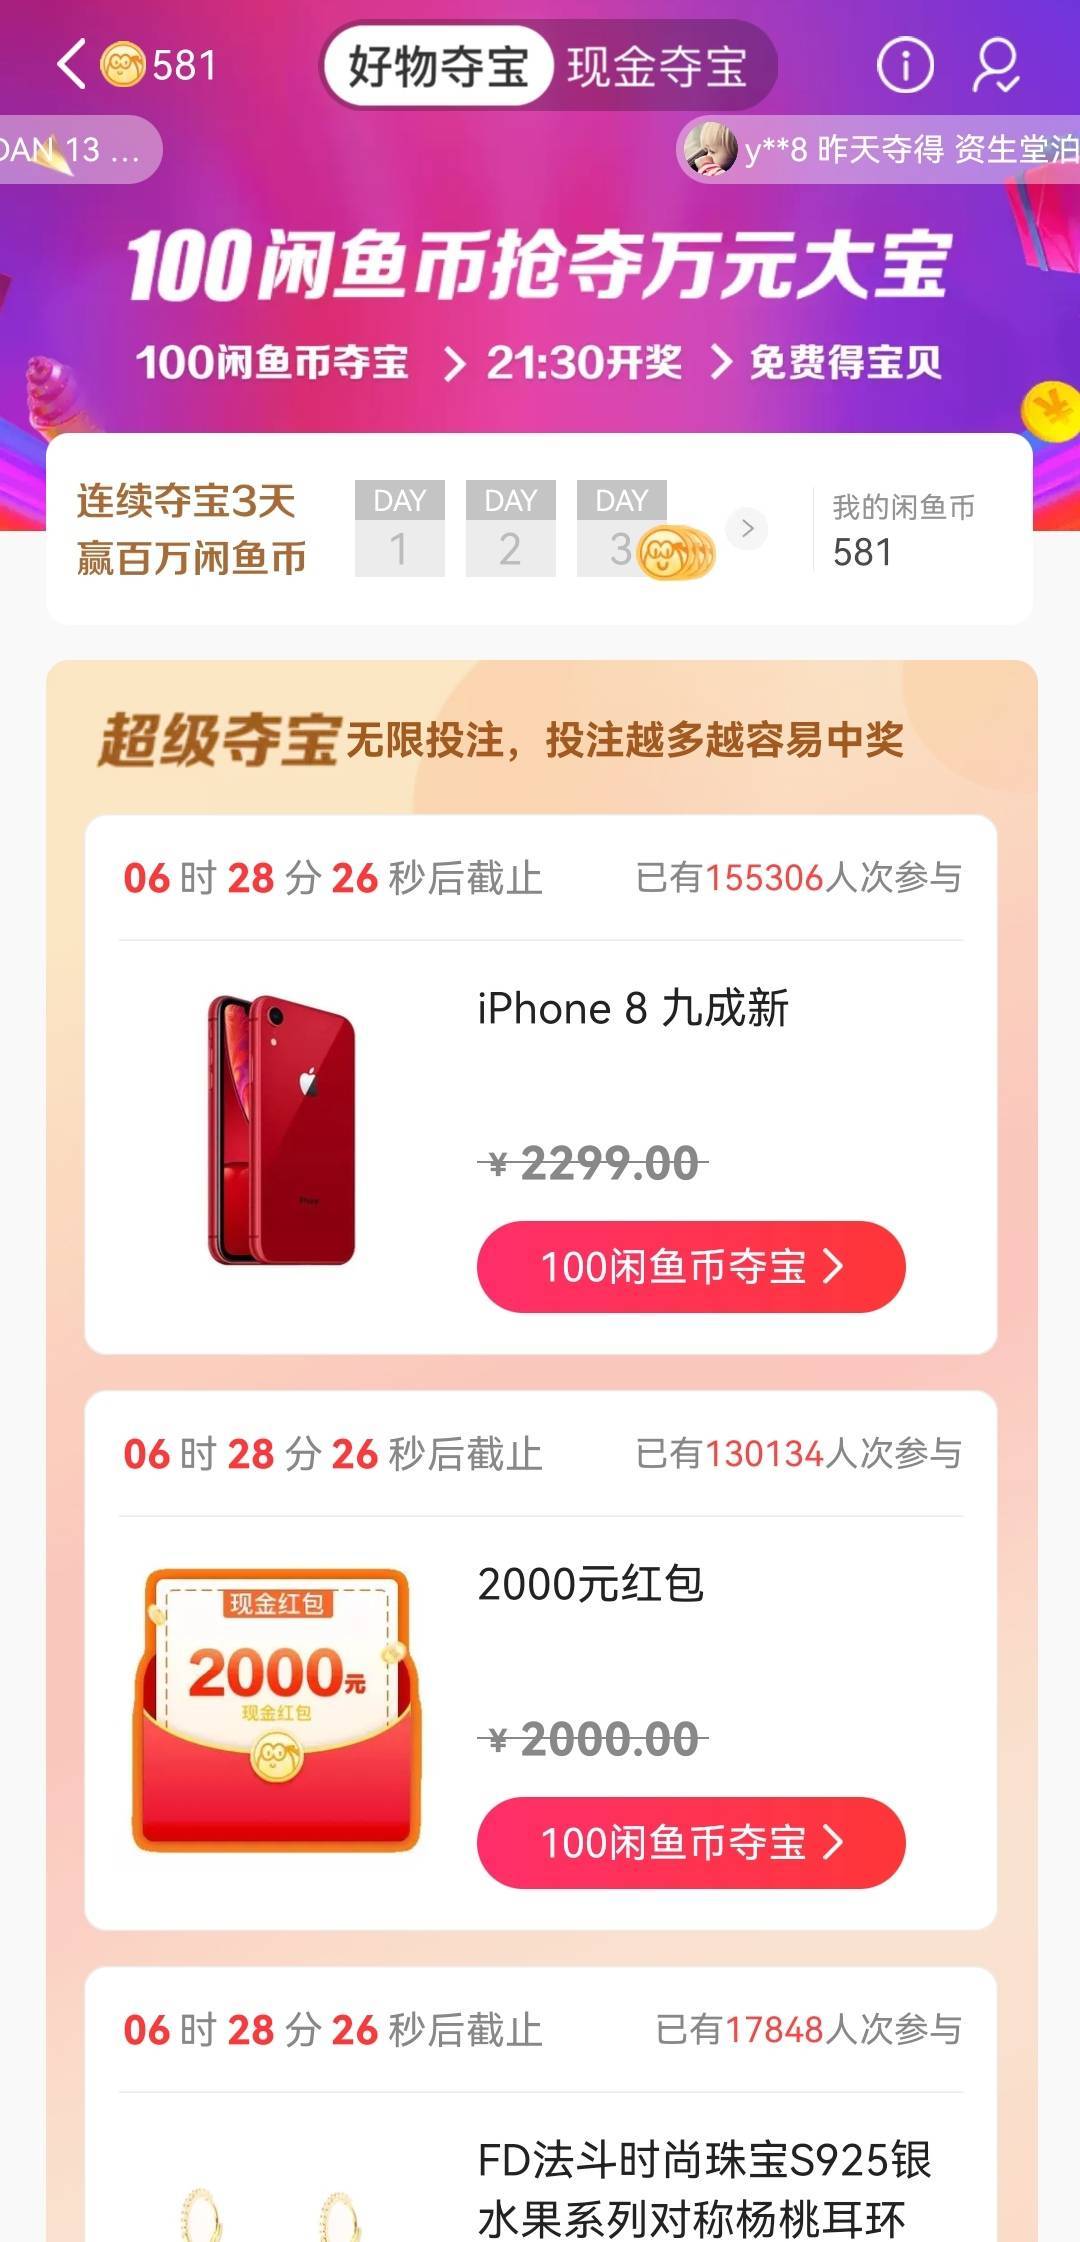 581
好物夺宝
现金夺宝
DAN 13 ...
y**8 昨天夺得 资生堂泊
100闲鱼币抢夺万元大宝
100闲鱼币夺宝 > 21:30开奖 > 免费得宝贝
连续夺宝3天
赢百万闲鱼币
DAY
1
DAY
2
DAY
3
我的闲鱼币
581
超级夺宝无限投注，投注越多越容易中奖
06 时 28 分 26 秒后截止
已有155306人次参与
iPhone 8 九成新
¥ 2299.00
100闲鱼币夺宝 >
06 时 28 分 26 秒后截止
已有130134人次参与
现金红包
2000元
现金红包
2000元红包
¥ 2000.00
100闲鱼币夺宝 >
06 时 28 分 26 秒后截止
已有17848人次参与
FD法斗时尚珠宝S925银
水果系列对称杨桃耳环